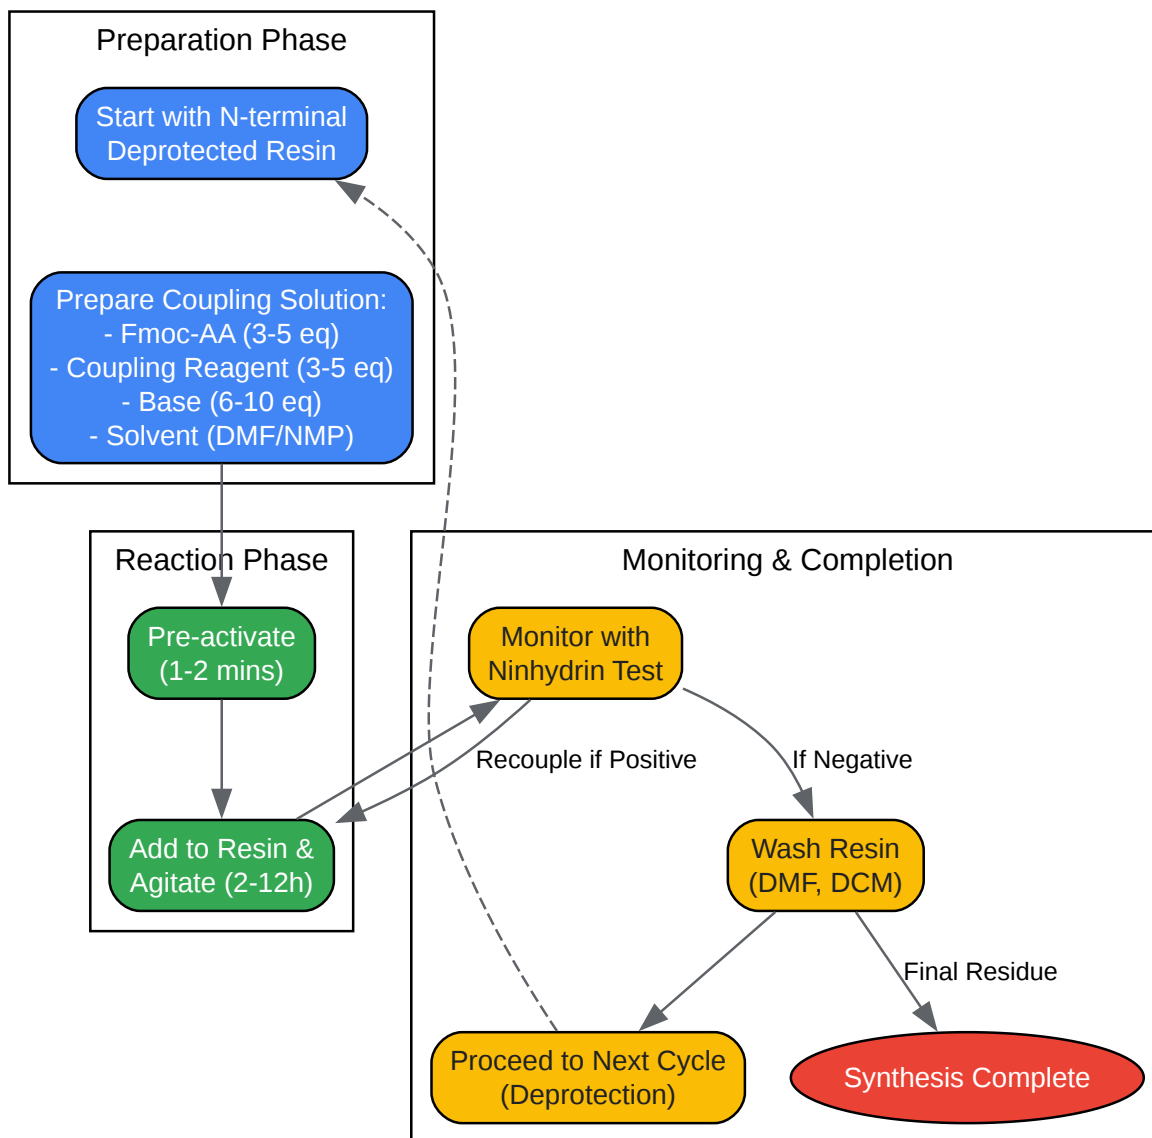 Preparation Phase
Start with N-terminal
Deprotected Resin
Prepare Coupling Solution:
- Fmoc-AA (3-5 eq)
- Coupling Reagent (3-5 eq)
- Base (6-10 eq)
- Solvent (DMF/NMP)
Reaction Phase
Pre-activate
(1-2 mins)
Add to Resin &
Agitate (2-12h)
Monitoring & Completion
Monitor with
Ninhydrin Test
Recouple if Positive
If Negative
Wash Resin
(DMF, DCM)
Final Residue
Proceed to Next Cycle
(Deprotection)
Synthesis Complete